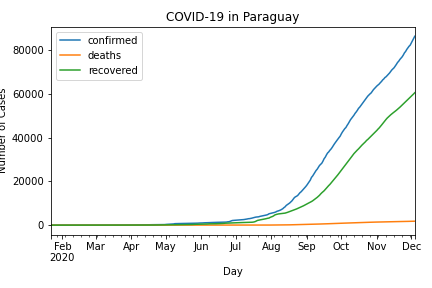 COVID-19 in Paraguay
confirmed
deaths
recovered
80000
60000
40000
20000
0
Number of Cases
Feb Mar Apr May Jun Jul Aug Sep Oct Nov Dec
2020
Day